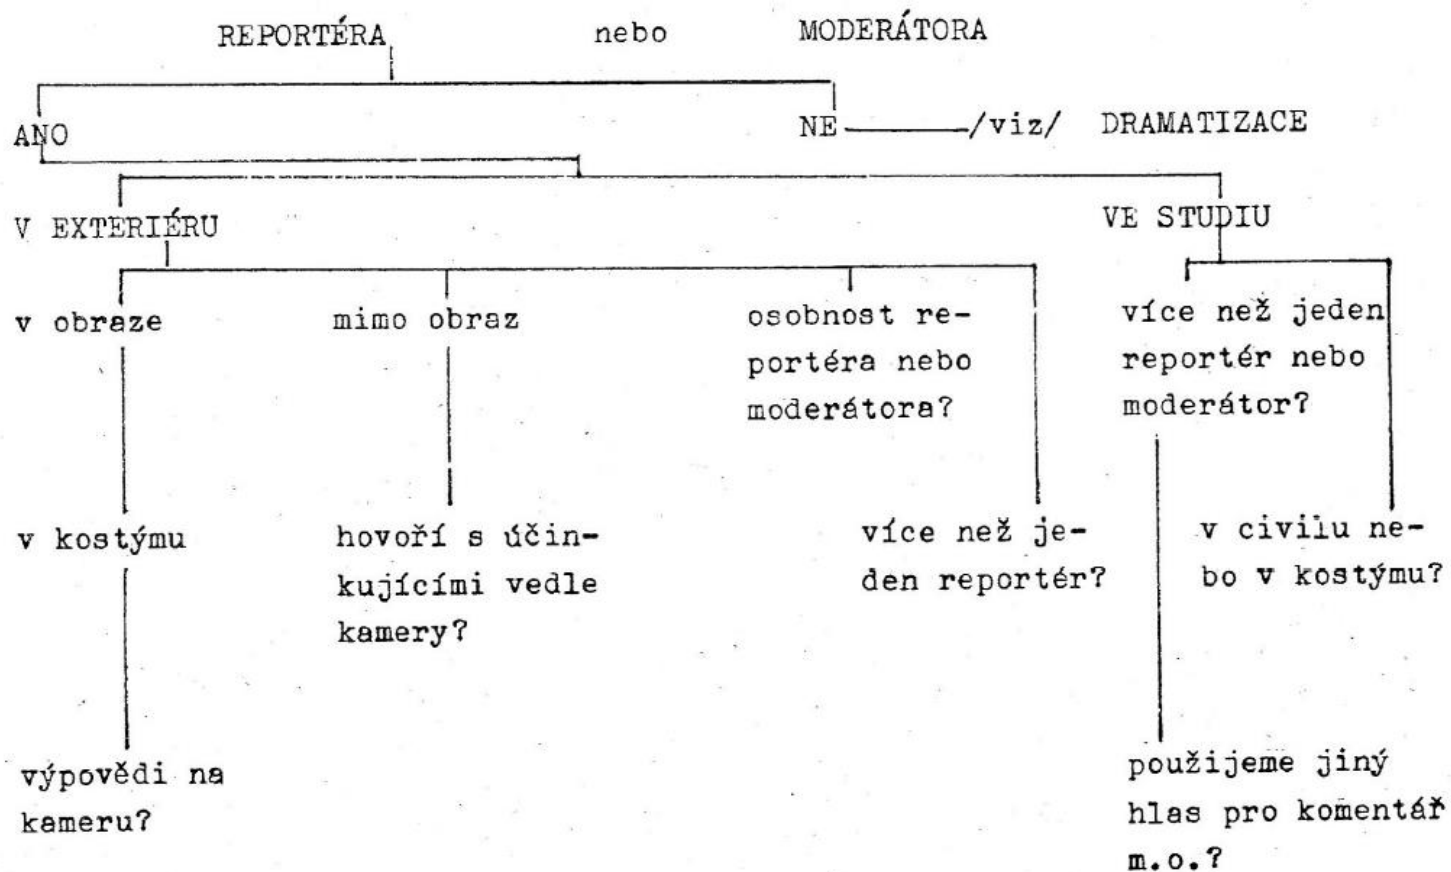 REPORTÉRA nebo MODERÁTORA
ANO NE /viz/ DRAMATIZACE
V EXTERIÉRU VE STUDIU
v obraze mimo obraz osobnost re- více než jeden
portéra nebo reportér nebo
moderátora? moderátor?
v kostýmu hovoří s účin- více než je- v civilu ne-
kujícími vedle den reportér? bo v kostýmu?
kamery?
výpovědi na použijeme jiný
kameru? hlas pro komentář
m.o.?